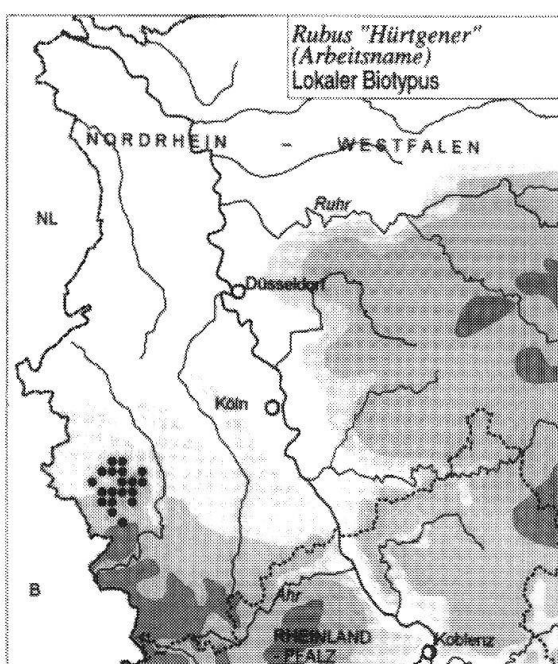 Rubus "Hürtgener"
(Arbeitsname)
Lokaler Biotypus
NORDRHEIN – WESTFALEN
NL
Ruhr
Düsseldorf
Köln
B
Ahr
RHEINLAND
- PFALZ
Koblenz